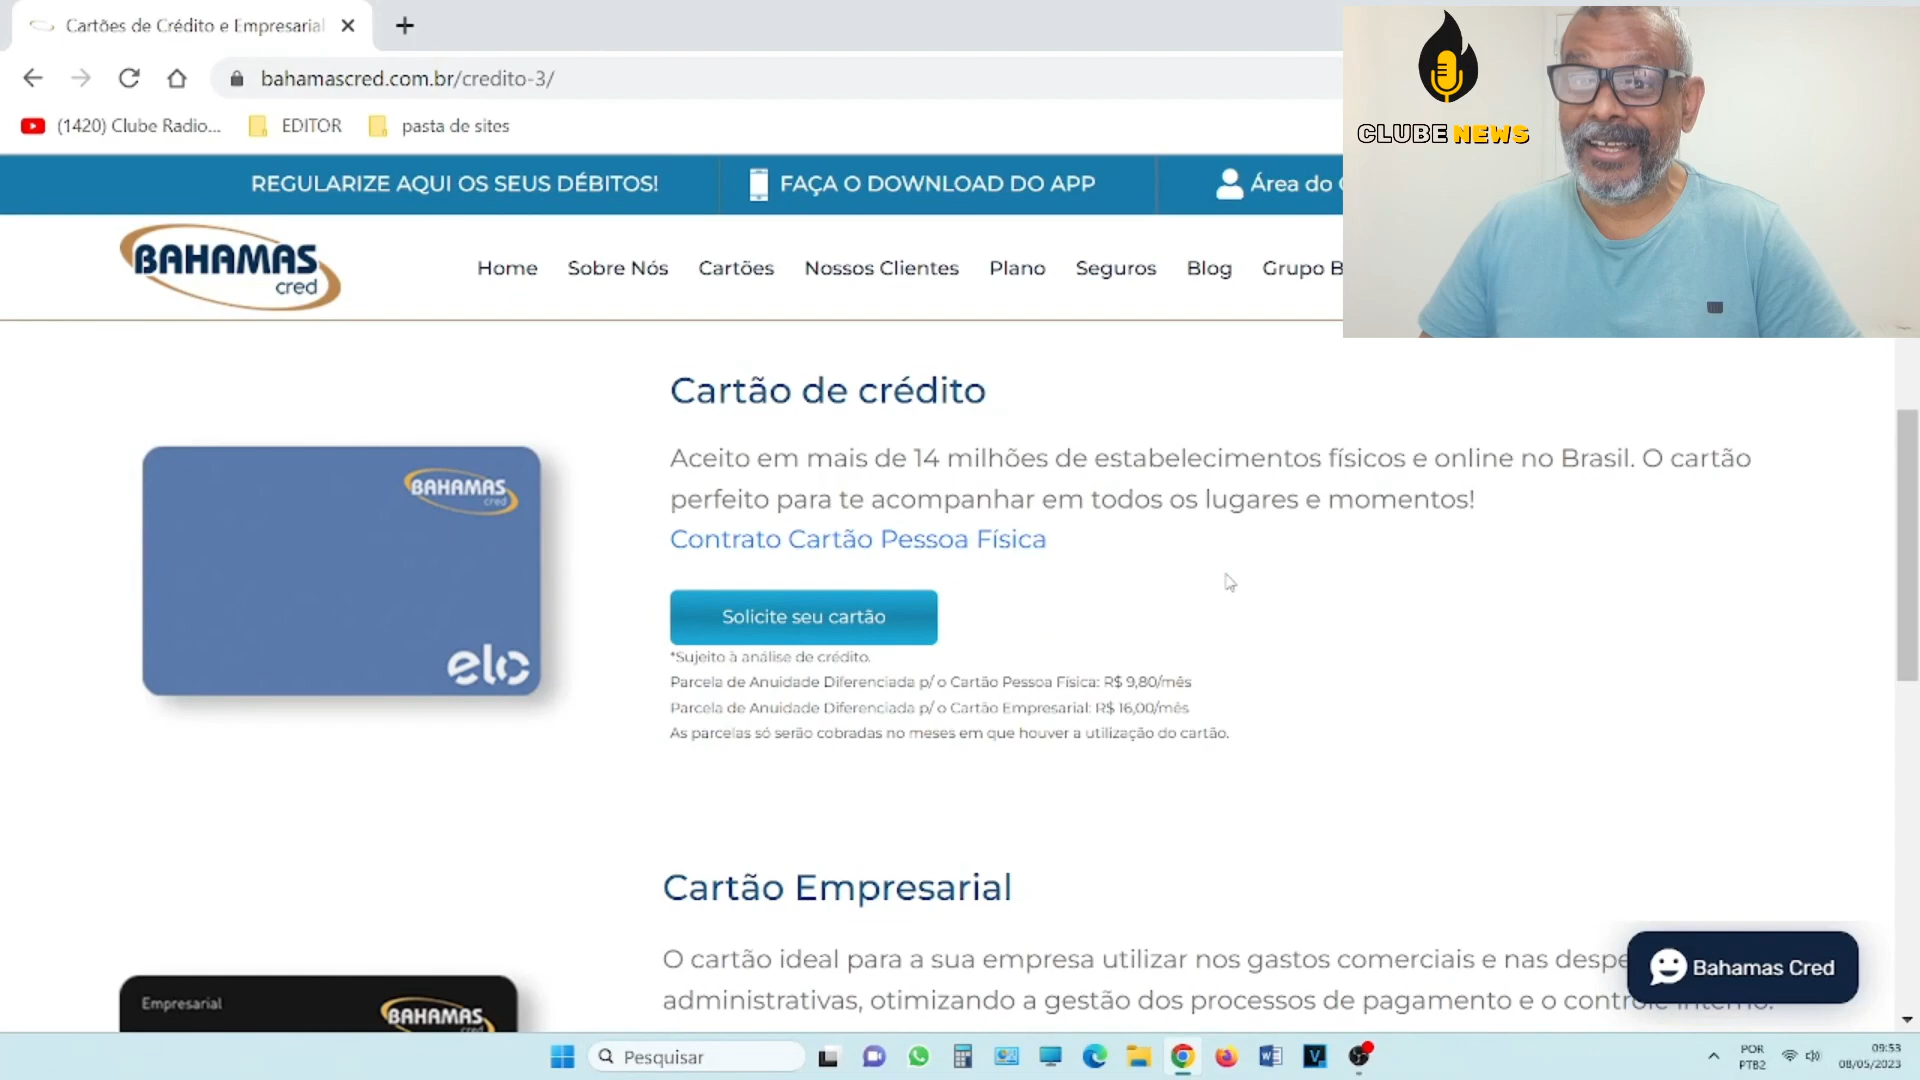 Cartões de Crédito e Empresarial
bahamascred.com.br/credito-3/
(1420) Clube Radio...
EDITOR
pasta de sites
CLUBE NEWS
REGULARIZE AQUI OS SEUS DÉBITOS!
FAÇA O DOWNLOAD DO APP
Área do
BAHAMAS
cred
Home
Sobre Nós
Cartões
Nossos Clientes
Plano
Seguros
Blog
Grupo B
Cartão de crédito
Aceito em mais de 14 milhões de estabelecimentos físicos e online no Brasil. O cartão
perfeito para te acompanhar em todos os lugares e momentos!
Contrato Cartão Pessoa Física
BAHAMAS
cred
elo
Solicite seu cartão
*Sujeito à análise de crédito.
Parcela de Anuidade Diferenciada p/ o Cartão Pessoa Física: R$ 9,80/mês
Parcela de Anuidade Diferenciada p/ o Cartão Empresarial: R$ 16,00/mês
As parcelas só serão cobradas no meses em que houver a utilização do cartão.
Cartão Empresarial
O cartão ideal para a sua empresa utilizar nos gastos comerciais e nas despe
administrativas, otimizando a gestão dos processos de pagamento e o controle interno.
Empresarial
BAHAMAS
cred
Bahamas Cred
Pesquisar
POR
PTB2
09:53
08/05/2023